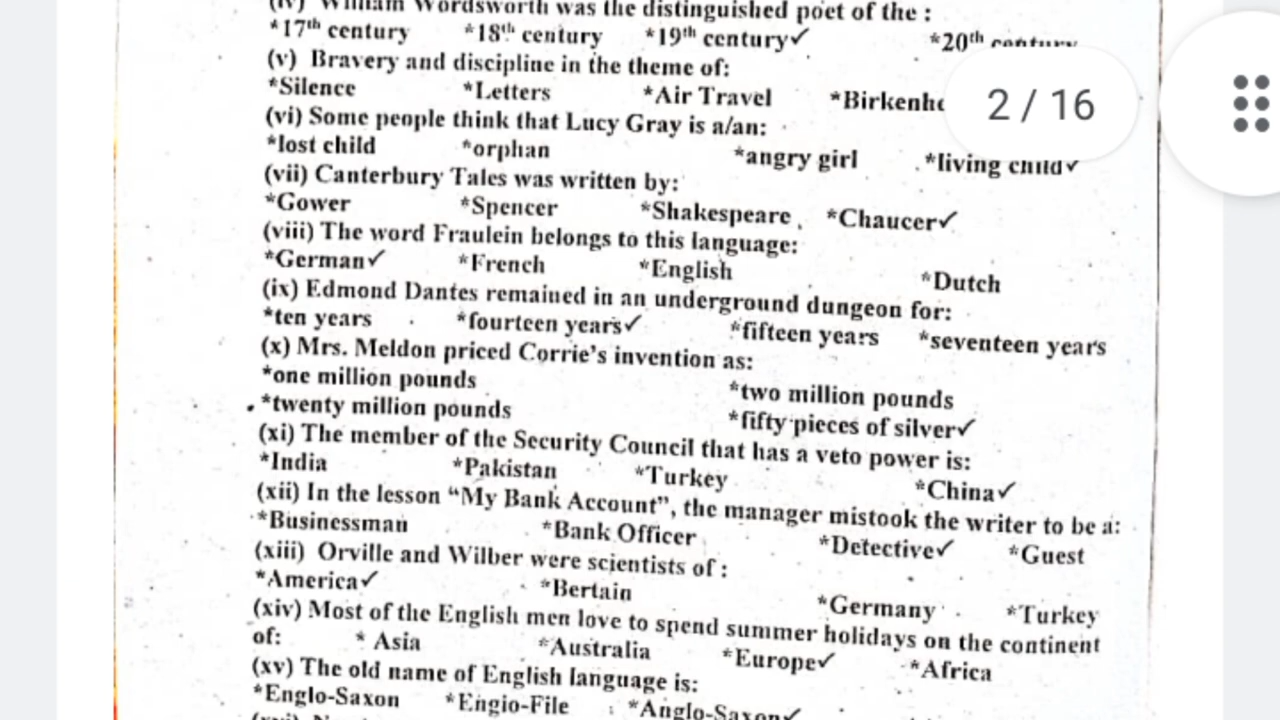 (iv) William Wordsworth was the distinguished poet of the :
*17th century *18th century *19th century✓ *20th century
(v) Bravery and discipline in the theme of:
*Silence *Letters *Air Travel
2 / 16
(vi) Some people think that Lucy Gray is a/an:
*lost child *orphan *angry girl *living child✓
(vii) Canterbury Tales was written by:
*Gower *Spencer *Shakespeare *Chaucer✓
(viii) The word Fraulein belongs to this language:
*German✓ *French *English *Dutch
(ix) Edmond Dantes remained in an underground dungeon for:
*ten years *fourteen years✓ *fifteen years *seventeen years
(x) Mrs. Meldon priced Corrie's invention as:
*one million pounds *two million pounds
*twenty million pounds *fifty pieces of silver✓
(xi) The member of the Security Council that has a veto power is:
*India *Pakistan *Turkey *China✓
(xii) In the lesson “My Bank Account”, the manager mistook the writer to be a:
*Businessman *Bank Officer *Detective✓ *Guest
(xiii) Orville and Wilber were scientists of :
*America✓ *Bertain *Germany *Turkey
(xiv) Most of the English men love to spend summer holidays on the continent
of: * Asia *Australia *Europe✓ *Africa
(xv) The old name of English language is:
*Englo-Saxon *Engio-File *Anglo-Saxon✓